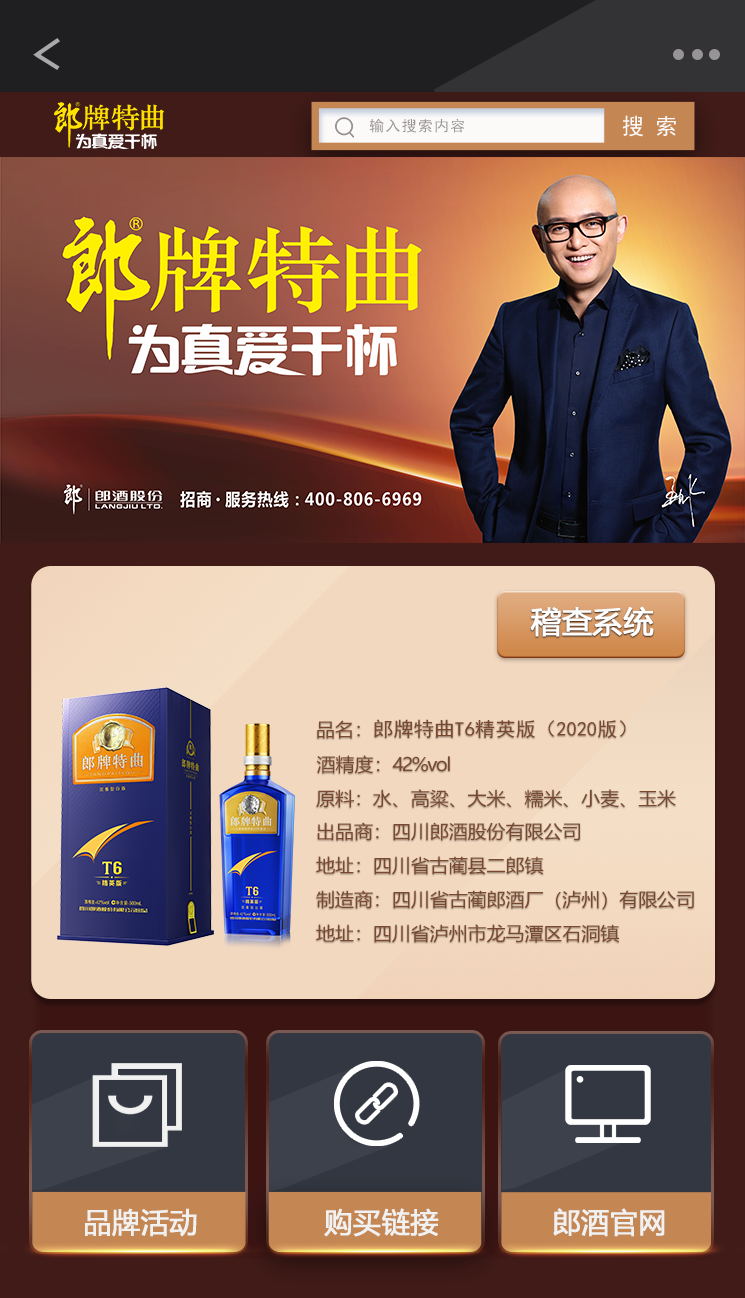 郎牌特曲
为真爱干杯
输入搜索内容
搜 索
郎®牌特曲
为真爱干杯
郎 郎酒股份 LANGJIU LTD. 招商·服务热线：400-806-6969
稽查系统
郎牌特曲
T6
精英版
郎牌特曲
郎牌特曲
T6
精英版
品名：郎牌特曲T6精英版（2020版）
酒精度：42%vol
原料：水、高粱、大米、糯米、小麦、玉米
出品商：四川郎酒股份有限公司
地址：四川省古蔺县二郎镇
制造商：四川省古蔺郎酒厂（泸州）有限公司
地址：四川省泸州市龙马潭区石洞镇
品牌活动
购买链接
郎酒官网